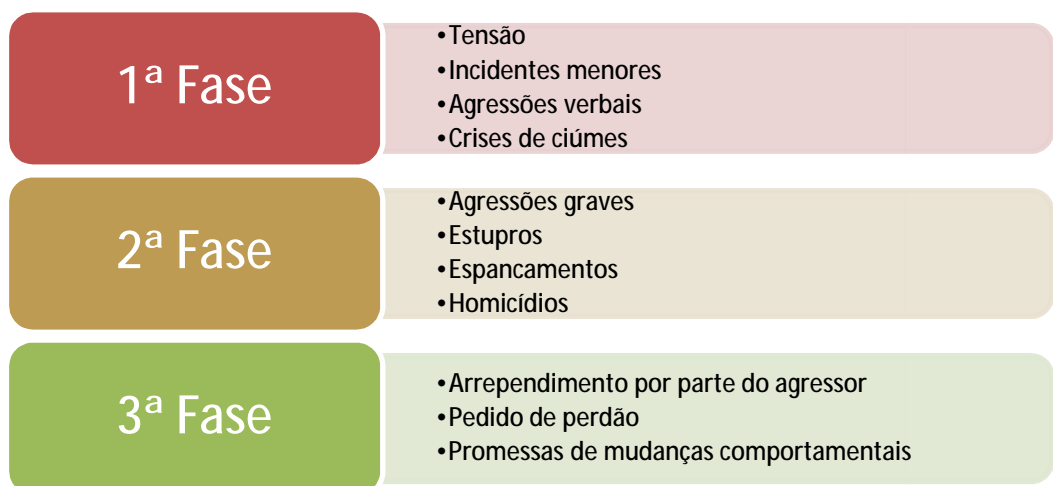 1ª Fase
•Tensão
•Incidentes menores
•Agressões verbais
•Crises de ciúmes
2ª Fase
•Agressões graves
•Estupros
•Espancamentos
•Homicídios
3ª Fase
•Arrependimento por parte do agressor
•Pedido de perdão
•Promessas de mudanças comportamentais